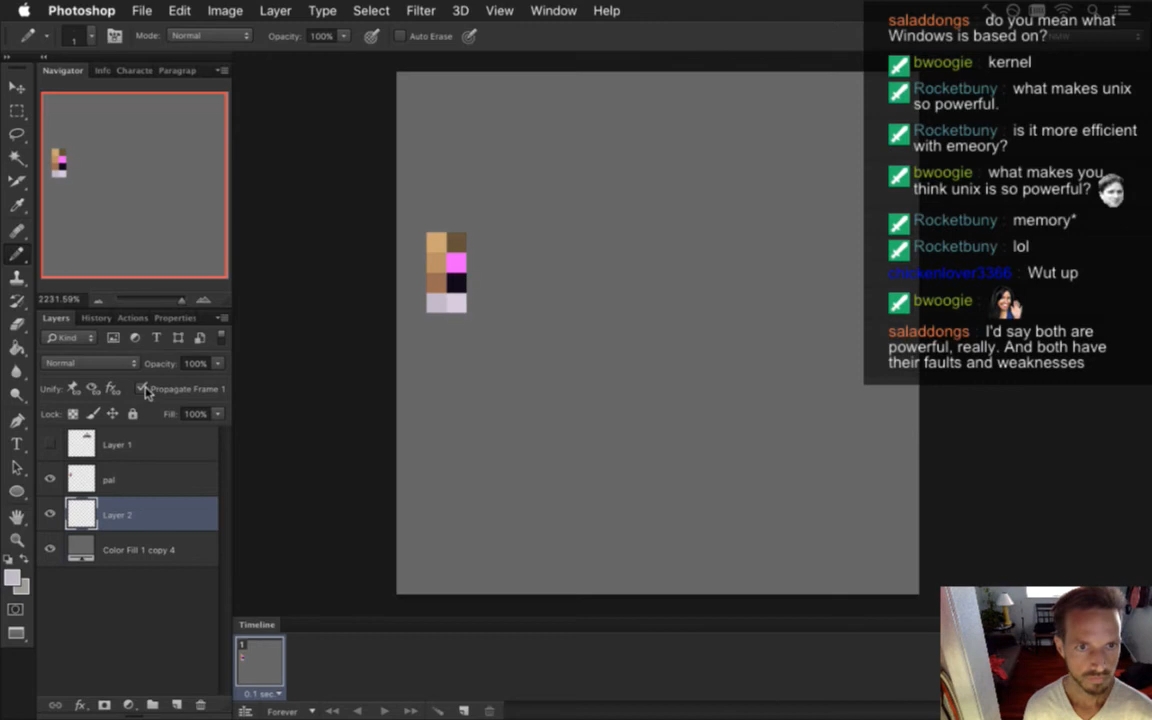 Photoshop File Edit Image Layer Type Select Filter 3D View Window Help
1 Mode: Normal Opacity: 100% Auto Erase
Navigator Info Characte Paragrap
2231.59%
Layers History Actions Properties
Kind
Normal Opacity: 100%
Unify: Propagate Frame 1
Lock: Fill: 100%
Layer 1
pal
Layer 2
Color Fill 1 copy 4
Timeline
1
0.1 sec.
Forever
saladdongs do you mean what
Windows is based on?
bwoogie : kernel
Rocketbuny : what makes unix
so powerful.
Rocketbuny : is it more efficient
with emeory?
bwoogie : what makes you
think unix is so powerful?
Rocketbuny : memory*
Rocketbuny : lol
chickenlover3366 : Wut up
bwoogie :
saladdongs : I'd say both are
powerful, really. And both have
their faults and weaknesses